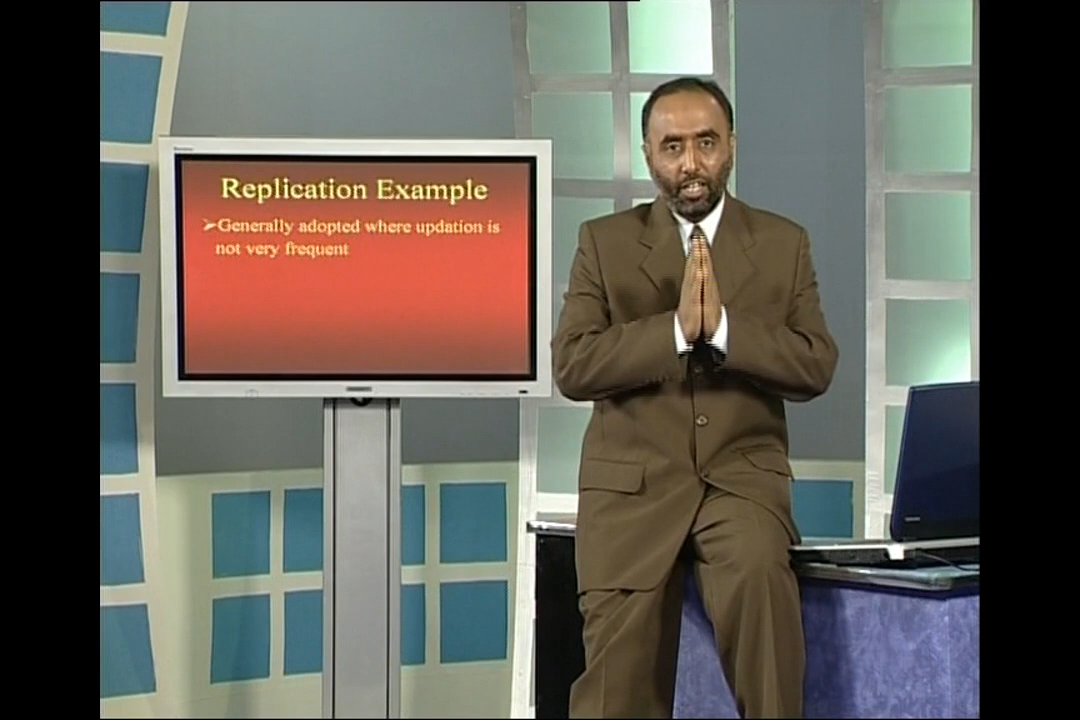 Replication Example
➢Generally adopted where updation is
not very frequent